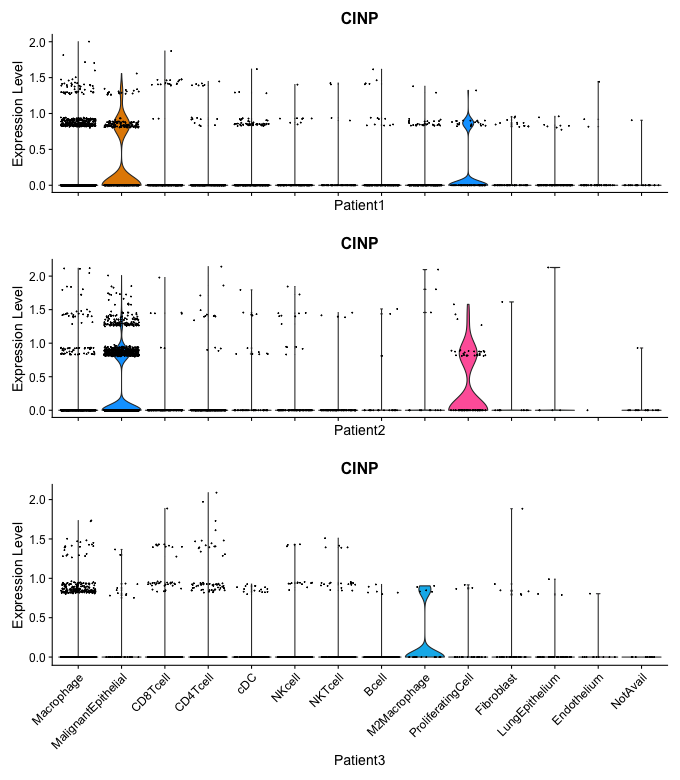 CINP
Expression Level
2.0
1.5
1.0
0.5
0.0
Patient1
CINP
Expression Level
2.0
1.5
1.0
0.5
0.0
Patient2
CINP
Expression Level
2.0
1.5
1.0
0.5
0.0
Macrophage
MalignantEpithelial
CD8Tcell
CD4Tcell
cDC
NKcell
NKTcell
Bcell
M2Macrophage
ProliferatingCell
Fibroblast
LungEpithelium
Endothelium
NotAvail
Patient3